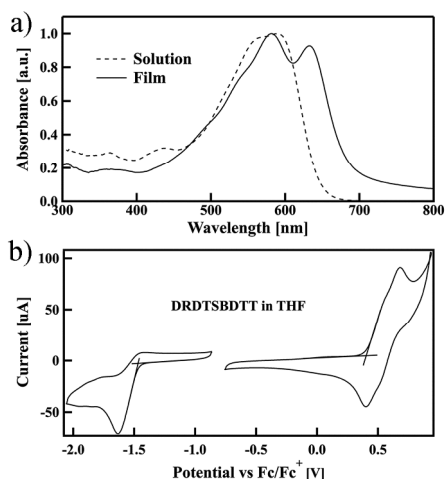 a)
Absorbance [a.u.]
1.0
0.8
0.6
0.4
0.2
0.0
Solution
Film
300 400 500 600 700 800
Wavelength [nm]
b)
Current [uA]
100
50
0
-50
DRDTSBDTT in THF
-2.0 -1.5 -1.0 -0.5 0.0 0.5
Potential vs Fc/Fc+ [V]